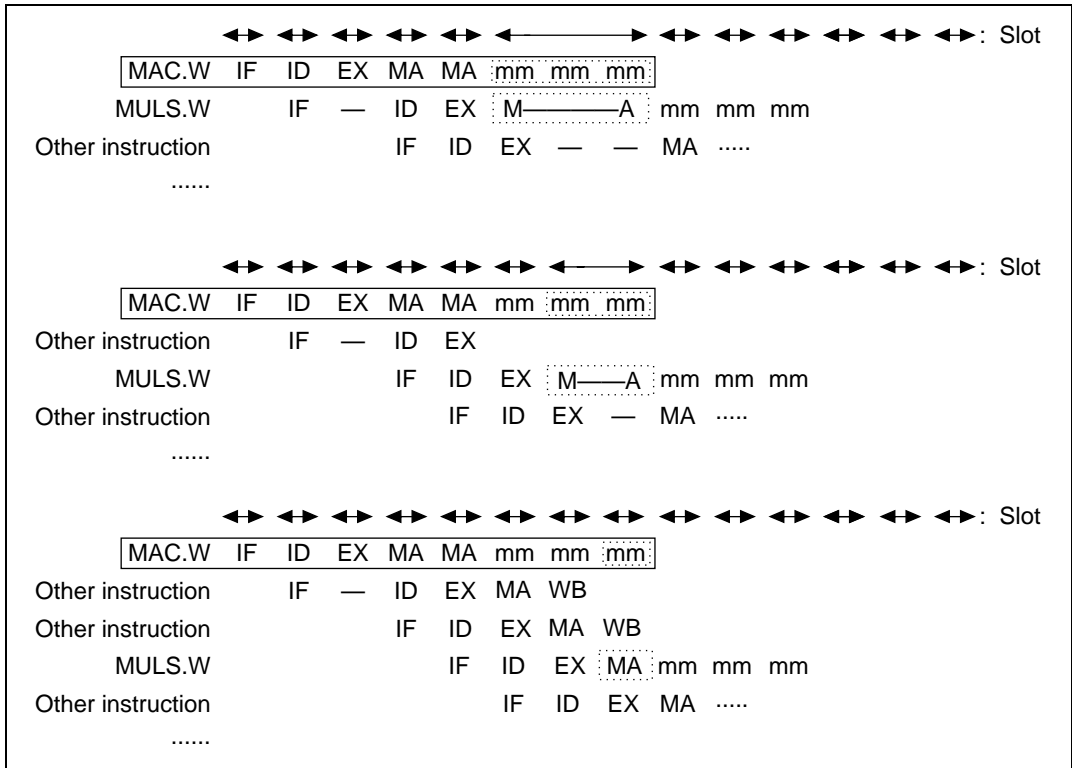 : Slot
MAC.W IF ID EX MA MA mm mm mm
MULS.W IF — ID EX M————A mm mm mm
Other instruction IF ID EX — — MA .....
......
: Slot
MAC.W IF ID EX MA MA mm mm mm
Other instruction IF — ID EX
MULS.W IF ID EX M——A mm mm mm
Other instruction IF ID EX — MA .....
......
: Slot
MAC.W IF ID EX MA MA mm mm mm
Other instruction IF — ID EX MA WB
Other instruction IF ID EX MA WB
MULS.W IF ID EX MA mm mm mm
Other instruction IF ID EX MA .....
......